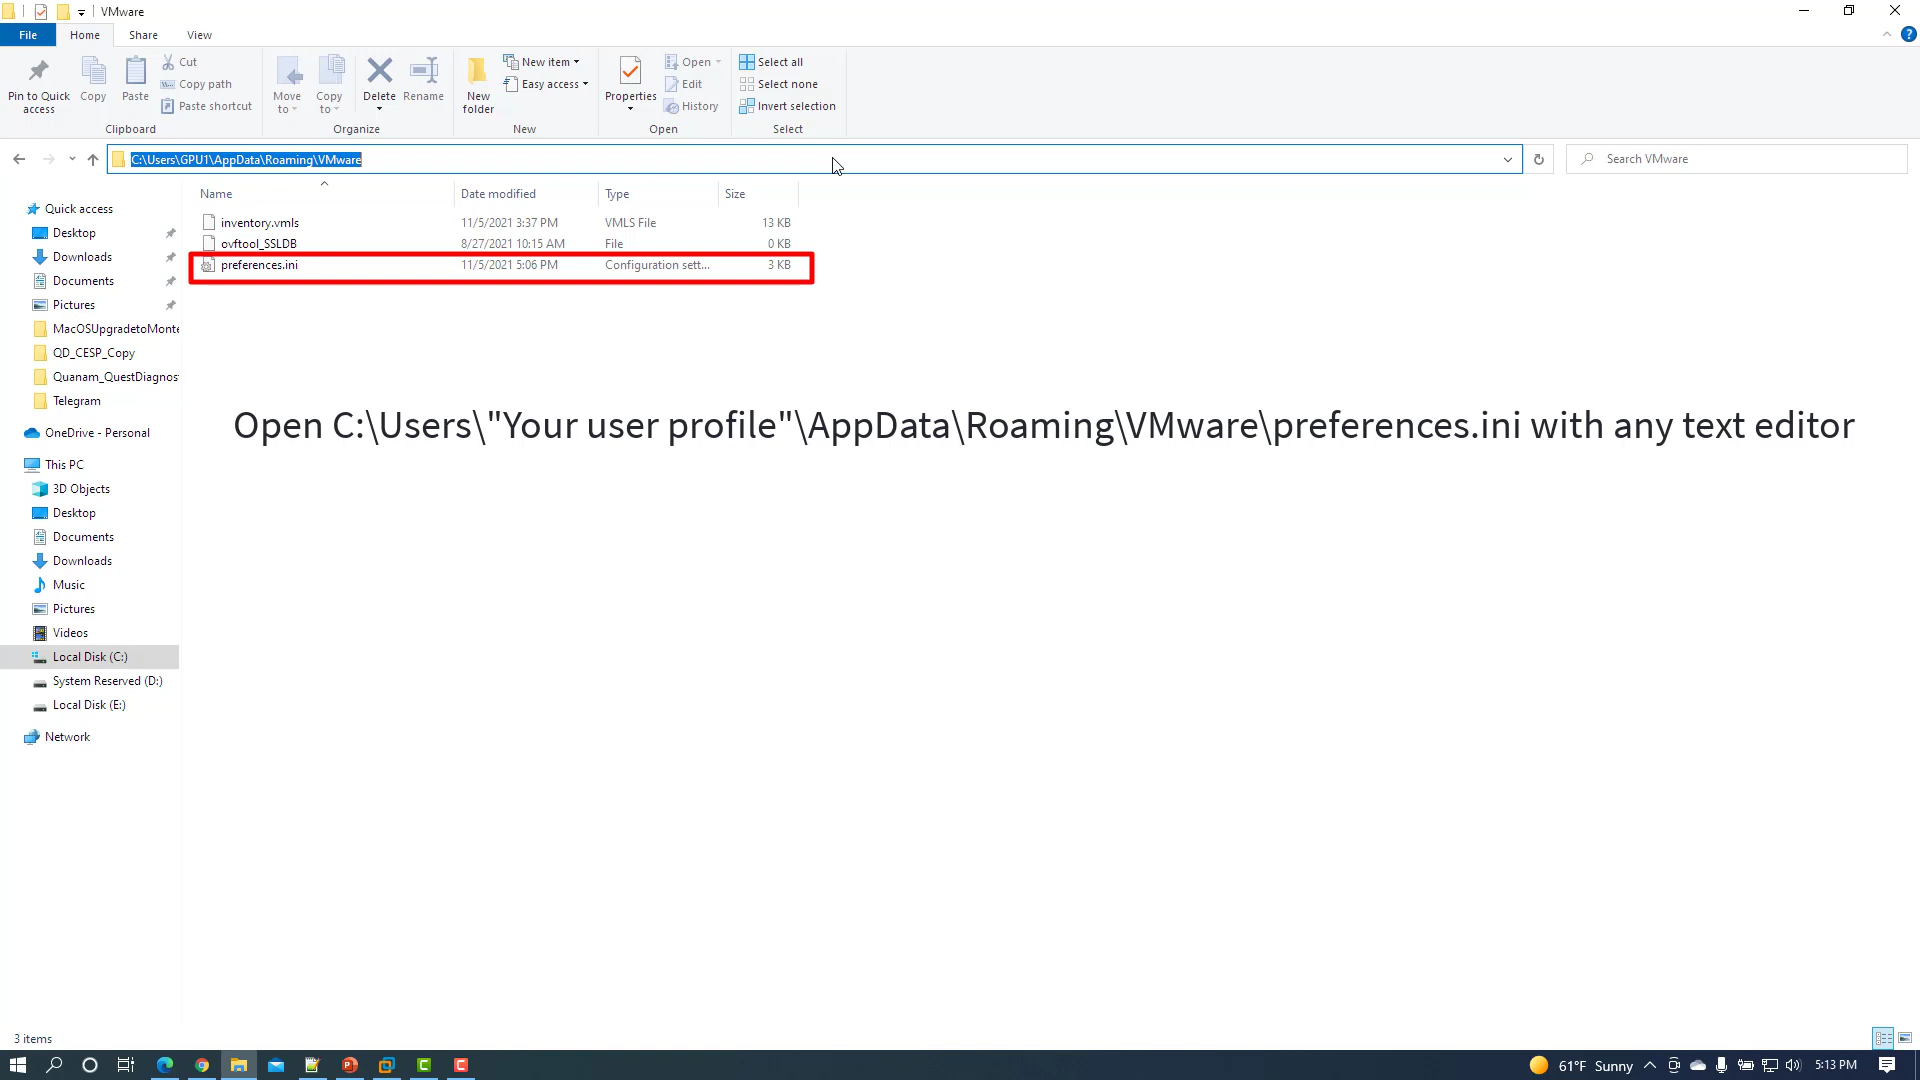 VMware
File
Home
Share
View
Pin to Quick access
Copy
Paste
Cut
Copy path
Paste shortcut
Clipboard
Move to
Copy to
Delete
Rename
Organize
New folder
New item
Easy access
New
Properties
Open
Edit
History
Open
Select all
Select none
Invert selection
Select
C:\Users\GPU1\AppData\Roaming\VMware
Search VMware
Name
Date modified
Type
Size
inventory.vmls 11/5/2021 3:37 PM VMLS File 13 KB
ovftool_SSLDB 8/27/2021 10:15 AM File 0 KB
preferences.ini 11/5/2021 5:06 PM Configuration sett... 3 KB
Quick access
Desktop
Downloads
Documents
Pictures
MacOSUpgradetoMonte
QD_CESP_Copy
Quanam_QuestDiagnos
Telegram
OneDrive - Personal
This PC
3D Objects
Desktop
Documents
Downloads
Music
Pictures
Videos
Local Disk (C:)
System Reserved (D:)
Local Disk (E:)
Network
Open C:\Users\"Your user profile"\AppData\Roaming\VMware\preferences.ini with any text editor
3 items
61°F Sunny
5:13 PM